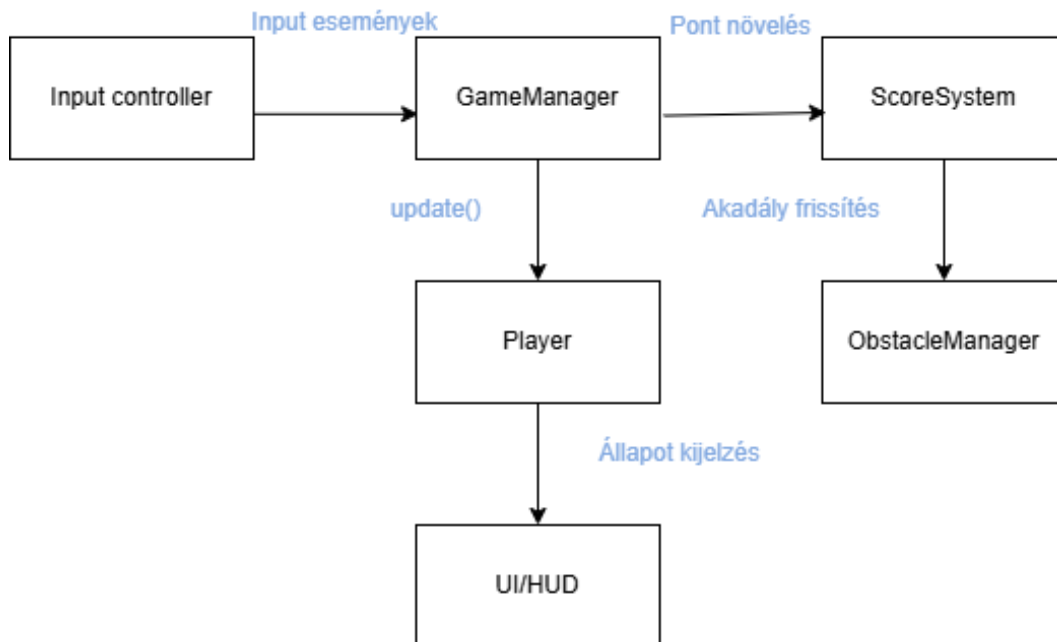 Input események
Pont növelés
Input controller
GameManager
ScoreSystem
update()
Akadály frissítés
Player
ObstacleManager
Állapot kijelzés
UI/HUD